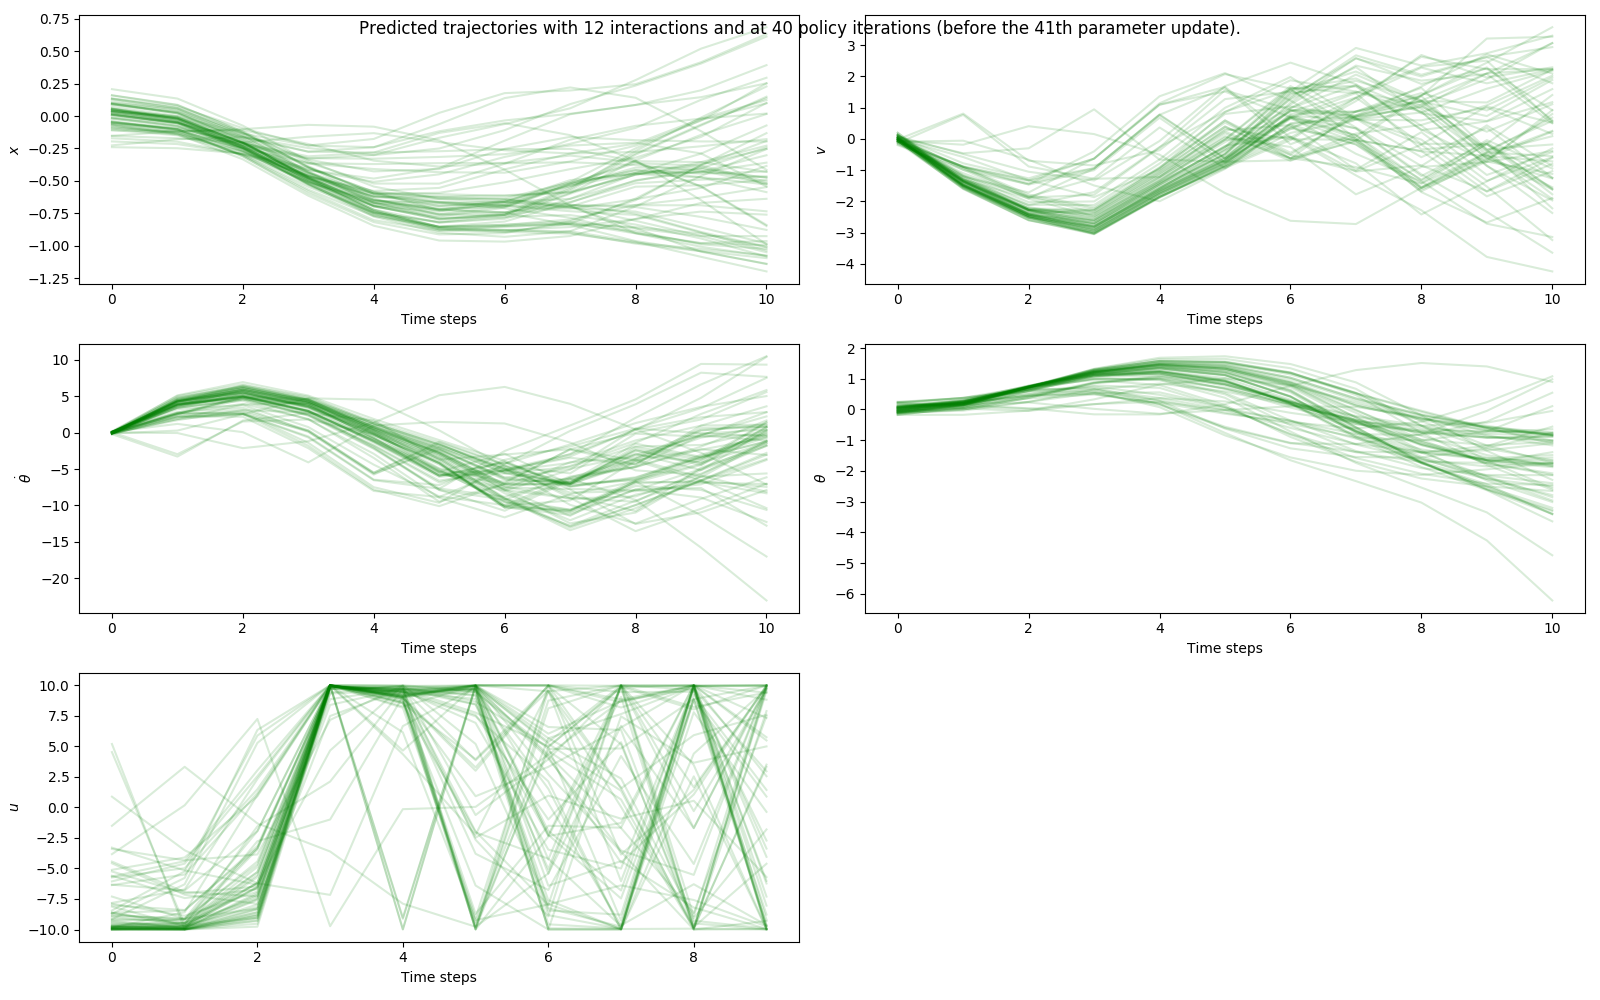 Predicted trajectories with 12 interactions and at 40 policy iterations (before the 41th parameter update).
0.75
0.50
0.25
0.00
−0.25
−0.50
−0.75
−1.00
−1.25
x
0 2 4 6 8 10
Time steps
3
2
1
0
−1
−2
−3
−4
v
0 2 4 6 8 10
Time steps
10
5
0
−5
−10
−15
−20
θ̇
0 2 4 6 8 10
Time steps
2
1
0
−1
−2
−3
−4
−5
−6
θ
0 2 4 6 8 10
Time steps
10.0
7.5
5.0
2.5
0.0
−2.5
−5.0
−7.5
−10.0
u
0 2 4 6 8
Time steps